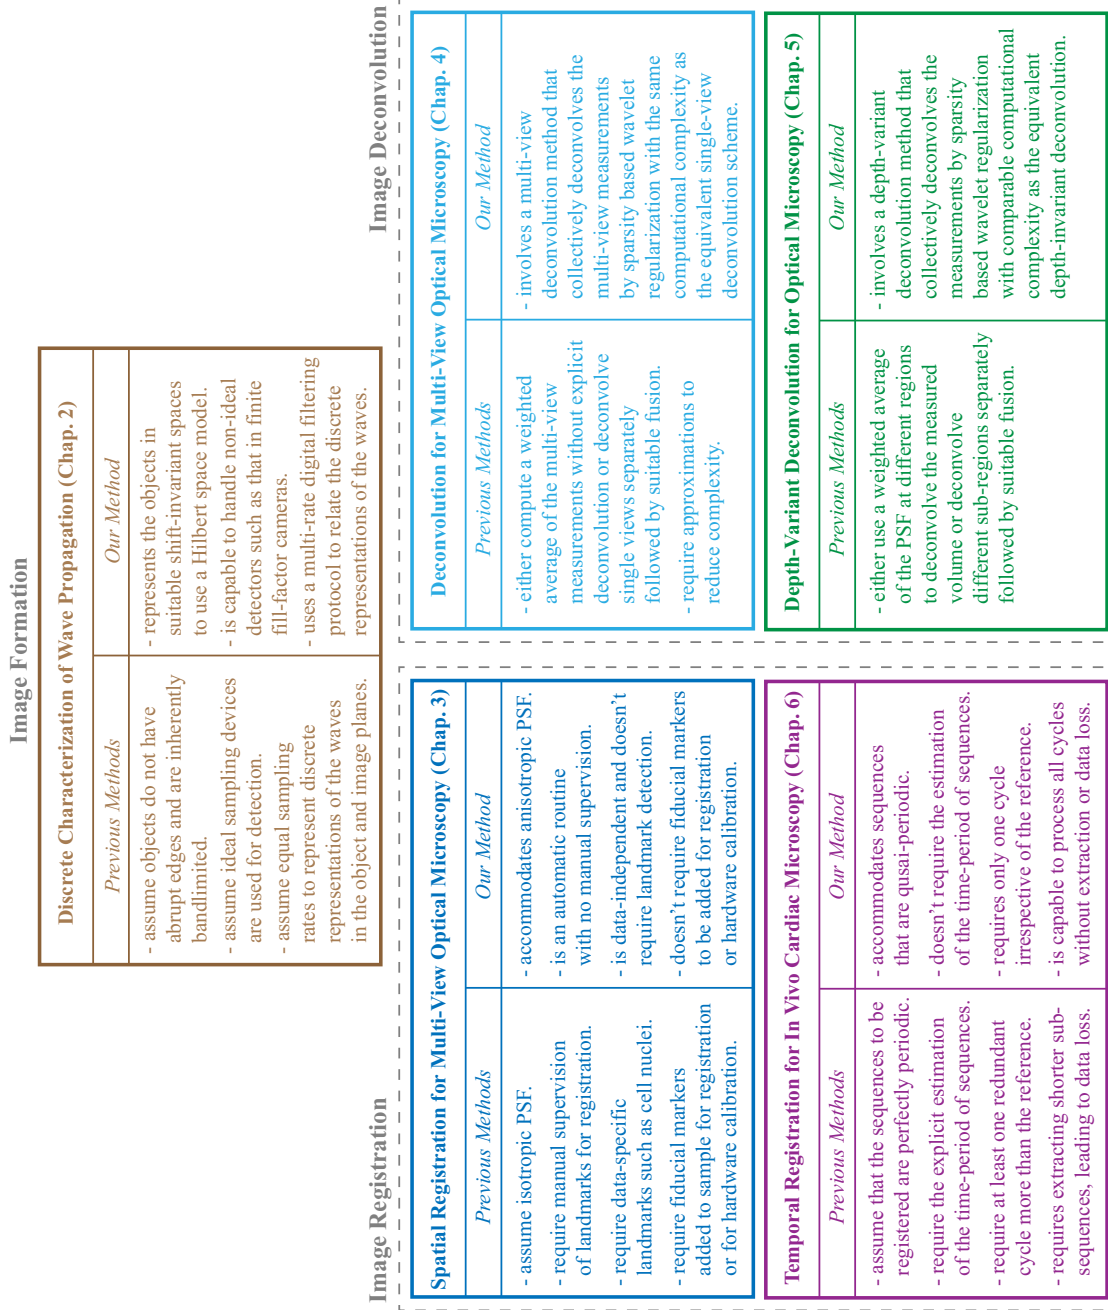 Image Formation
Discrete Characterization of Wave Propagation (Chap. 2)
Previous Methods
- assume objects do not have
abrupt edges and are inherently
bandlimited.
- assume ideal sampling devices
are used for detection.
- assume equal sampling
rates to represent discrete
representations of the waves
in the object and image planes.
Our Method
- represents the objects in
suitable shift-invariant spaces
to use a Hilbert space model.
- is capable to handle non-ideal
detectors such as that in finite
fill-factor cameras.
- uses a multi-rate digital filtering
protocol to relate the discrete
representations of the waves.
Image Registration
Spatial Registration for Multi-View Optical Microscopy (Chap. 3)
Previous Methods
- assume isotropic PSF.
- require manual supervision
of landmarks for registration.
- require data-specific
landmarks such as cell nuclei.
- require fiducial markers
added to sample for registration
or for hardware calibration.
Our Method
- accommodates anisotropic PSF.
- is an automatic routine
with no manual supervision.
- is data-independent and doesn't
require landmark detection.
- doesn't require fiducial markers
to be added for registration
or hardware calibration.
Temporal Registration for In Vivo Cardiac Microscopy (Chap. 6)
Previous Methods
- assume that the sequences to be
registered are perfectly periodic.
- require the explicit estimation
of the time-period of sequences.
- require at least one redundant
cycle more than the reference.
- requires extracting shorter sub-
sequences, leading to data loss.
Our Method
- accommodates sequences
that are qusai-periodic.
- doesn't require the estimation
of the time-period of sequences.
- requires only one cycle
irrespective of the reference.
- is capable to process all cycles
without extraction or data loss.
Image Deconvolution
Deconvolution for Multi-View Optical Microscopy (Chap. 4)
Previous Methods
- either compute a weighted
average of the multi-view
measurements without explicit
deconvolution or deconvolve
single views separately
followed by suitable fusion.
- require approximations to
reduce complexity.
Our Method
- involves a multi-view
deconvolution method that
collectively deconvolves the
multi-view measurements
by sparsity based wavelet
regularization with the same
computational complexity as
the equivalent single-view
deconvolution scheme.
Depth-Variant Deconvolution for Optical Microscopy (Chap. 5)
Previous Methods
- either use a weighted average
of the PSF at different regions
to deconvolve the measured
volume or deconvolve
different sub-regions separately
followed by suitable fusion.
Our Method
- involves a depth-variant
deconvolution method that
collectively deconvolves the
measurements by sparsity
based wavelet regularization
with comparable computational
complexity as the equivalent
depth-invariant deconvolution.